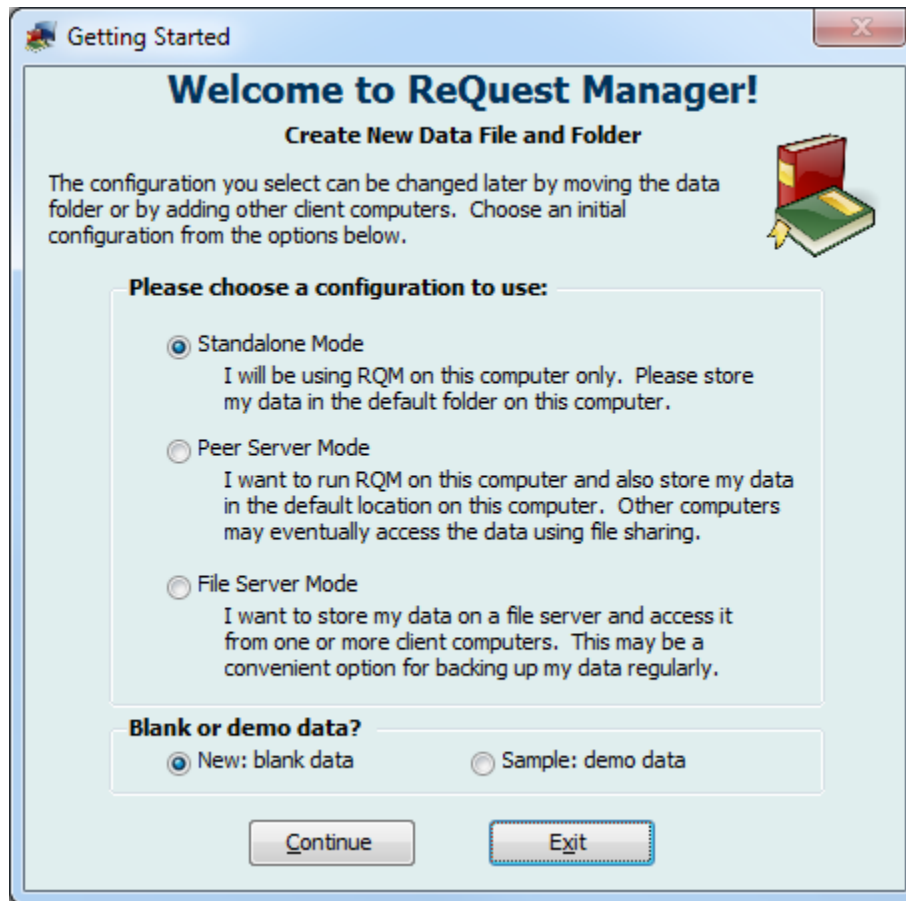 Getting Started
Welcome to ReQuest Manager!
Create New Data File and Folder
The configuration you select can be changed later by moving the data
folder or by adding other client computers.  Choose an initial
configuration from the options below.
Please choose a configuration to use:
Standalone Mode
I will be using RQM on this computer only.  Please store
my data in the default folder on this computer.
Peer Server Mode
I want to run RQM on this computer and also store my data
in the default location on this computer.  Other computers
may eventually access the data using file sharing.
File Server Mode
I want to store my data on a file server and access it
from one or more client computers.  This may be a
convenient option for backing up my data regularly.
Blank or demo data?
New: blank data Sample: demo data
Continue Exit